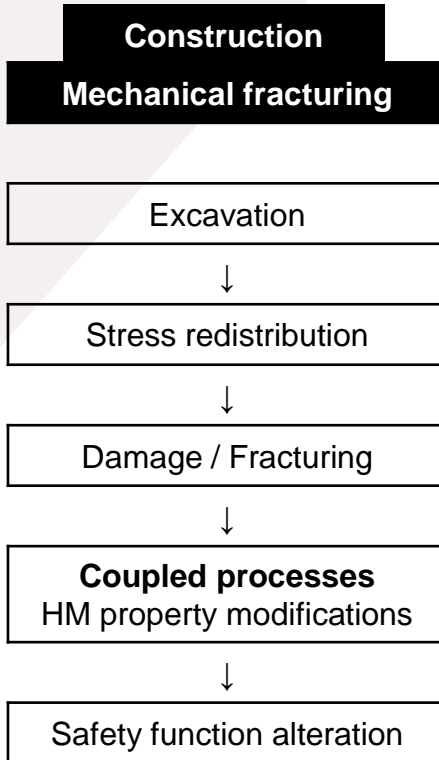 Construction
Mechanical fracturing
Excavation
↓
Stress redistribution
↓
Damage / Fracturing
↓
Coupled processes
HM property modifications
↓
Safety function alteration